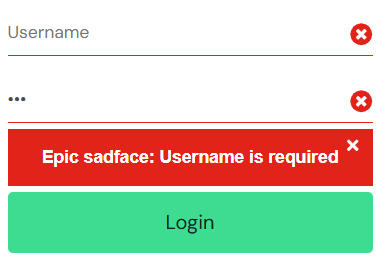 Username
•••
Epic sadface: Username is required
Login